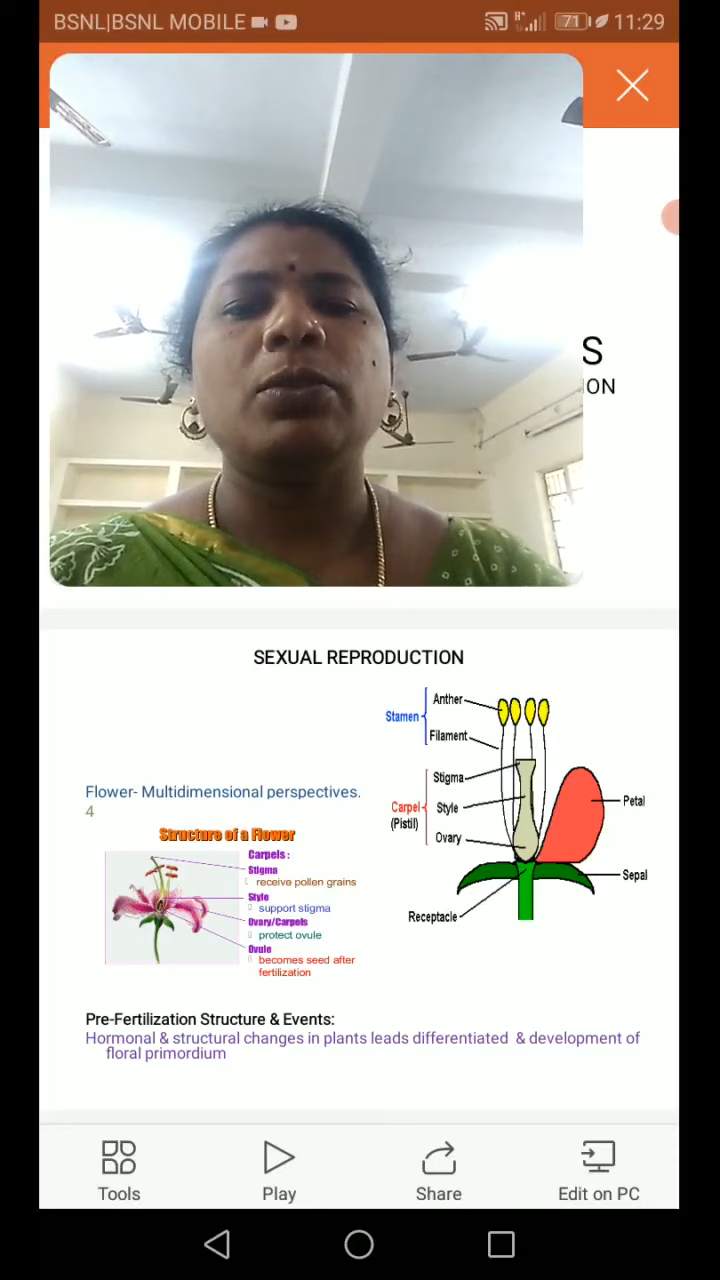 BSNL|BSNL MOBILE
H+
71
11:29
S
ION
SEXUAL REPRODUCTION
Anther
Stamen
Filament
Stigma
Carpel
Style
(Pistil)
Petal
Ovary
Sepal
Receptacle
Flower- Multidimensional perspectives.
4
Structure of a Flower
Carpels :
Stigma
receive pollen grains
Style
support stigma
Ovary/Carpels
protect ovule
Ovule
becomes seed after
fertilization
Pre-Fertilization Structure & Events:
Hormonal & structural changes in plants leads differentiated & development of
floral primordium
Tools
Play
Share
Edit on PC